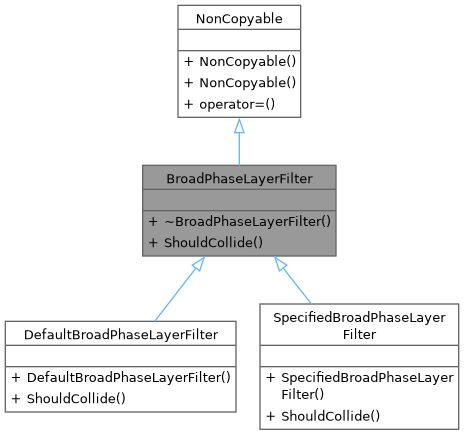 NonCopyable
+ NonCopyable()
+ NonCopyable()
+ operator=()
BroadPhaseLayerFilter
+ ~BroadPhaseLayerFilter()
+ ShouldCollide()
DefaultBroadPhaseLayerFilter
+ DefaultBroadPhaseLayerFilter()
+ ShouldCollide()
SpecifiedBroadPhaseLayer
Filter
+ SpecifiedBroadPhaseLayer
Filter()
+ ShouldCollide()